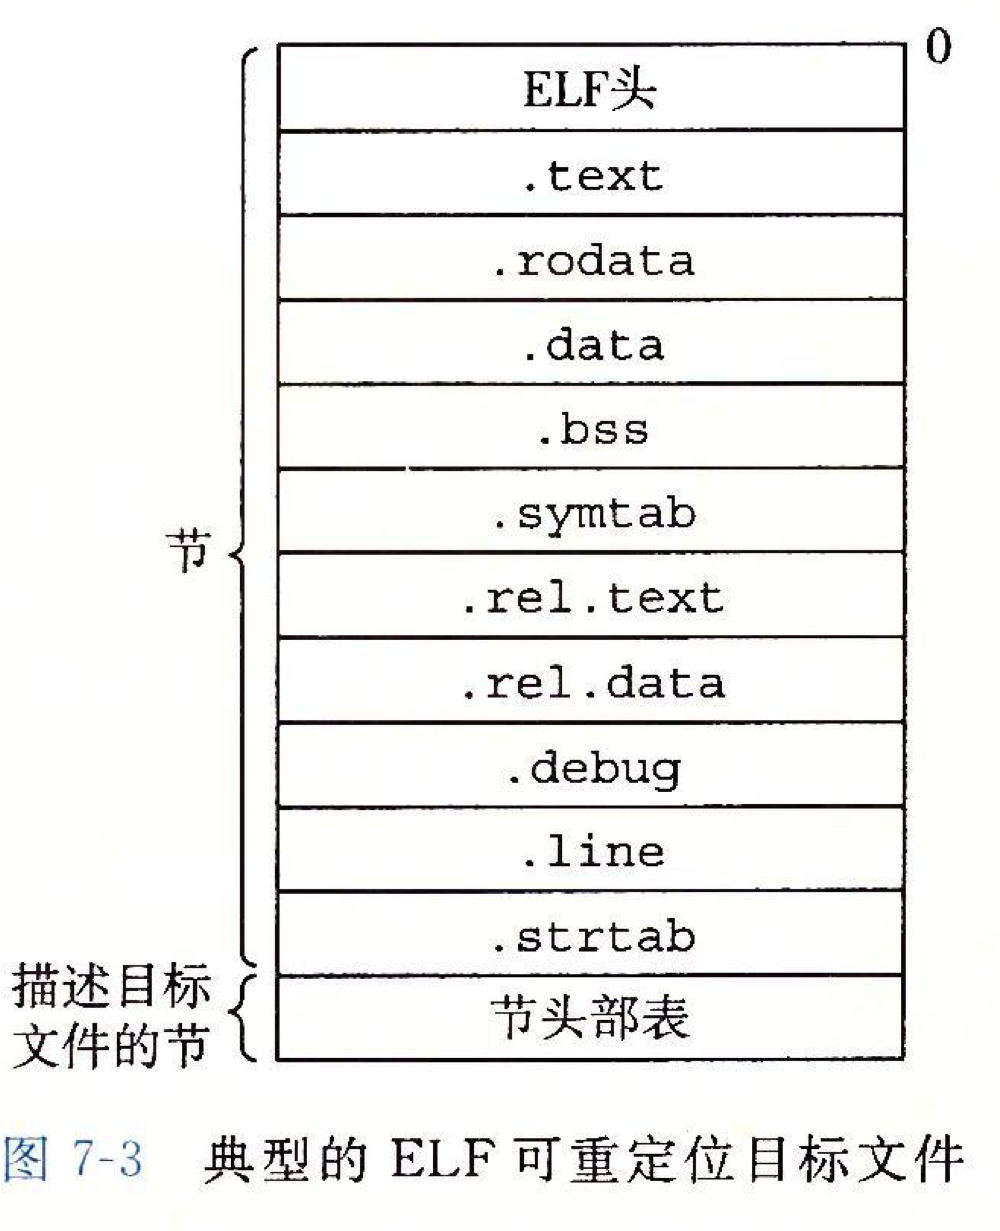 0
ELF头
.text
.rodata
.data
.bss
.symtab
节
.rel.text
.rel.data
.debug
.line
.strtab
描述目标
文件的节
节头部表
图 7-3 典型的 ELF 可重定位目标文件